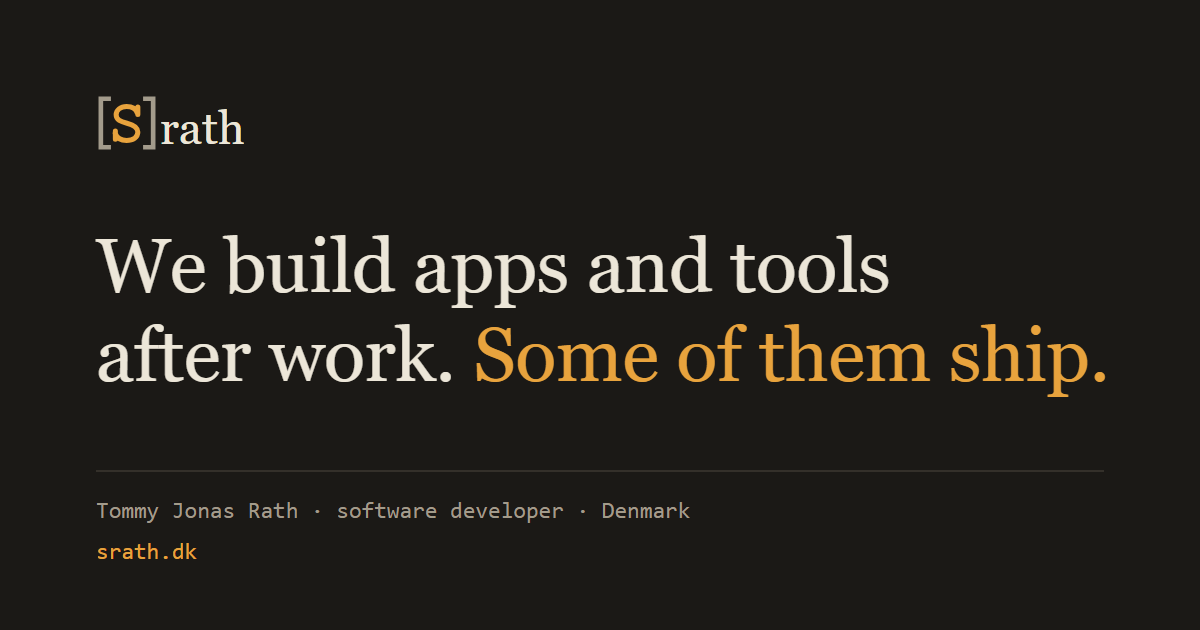 [S]rath
We build apps and tools
after work. Some of them ship.
Tommy Jonas Rath · software developer · Denmark
srath.dk